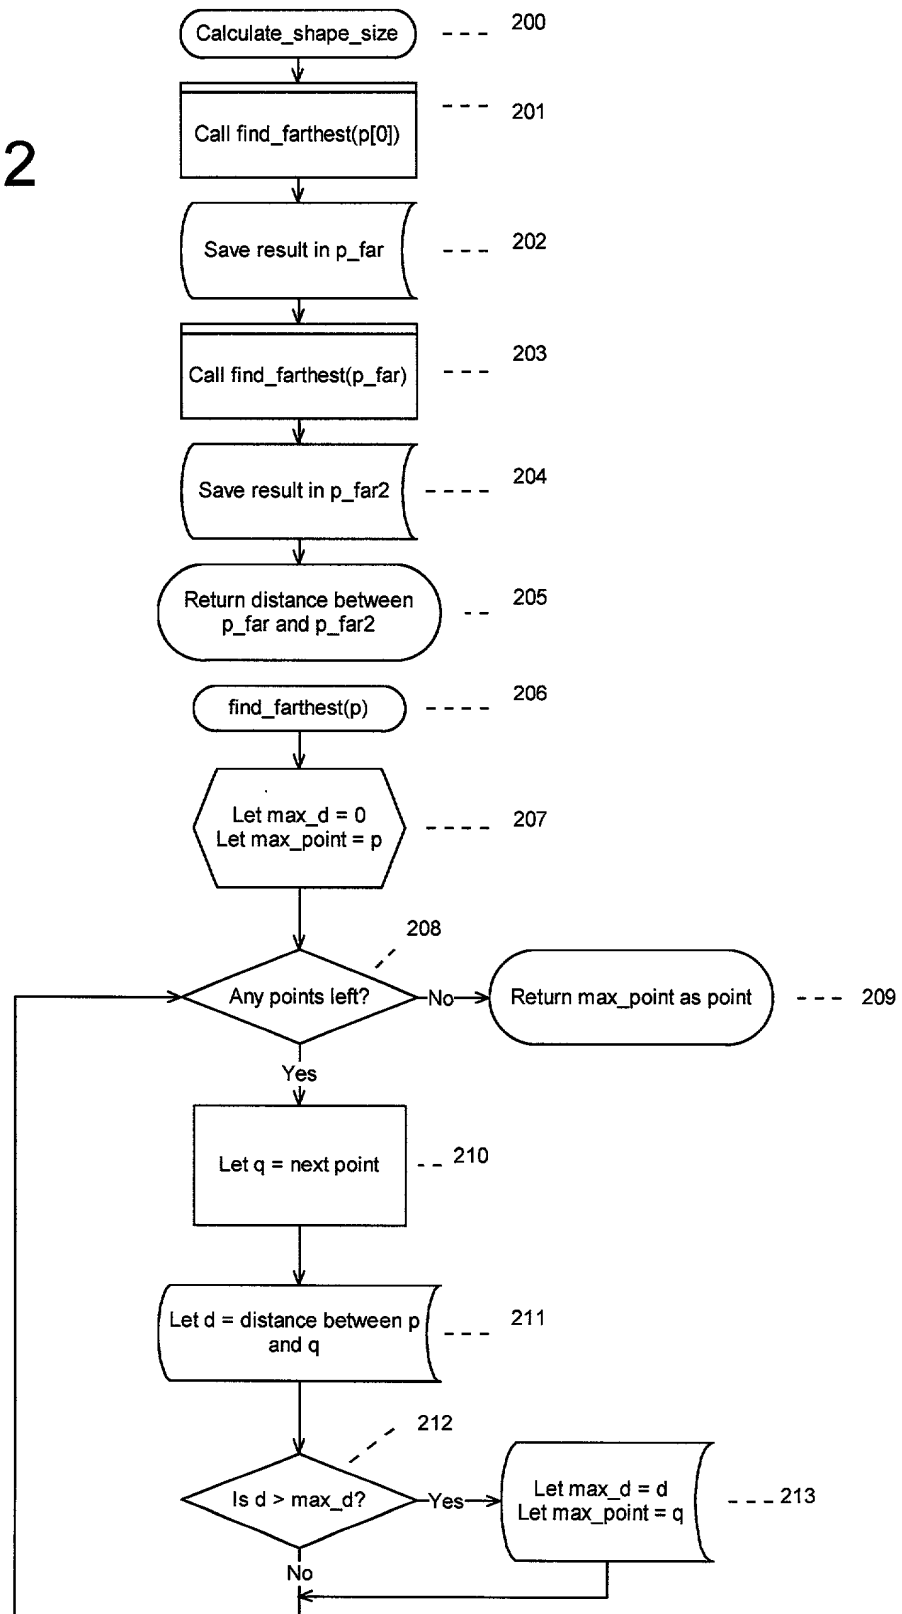 Calculate_shape_size
200
Call find_farthest(p[0])
201
2
Save result in p_far
202
Call find_farthest(p_far)
203
Save result in p_far2
204
Return distance between
p_far and p_far2
205
find_farthest(p)
206
Let max_d = 0
Let max_point = p
207
208
Any points left?
No
Return max_point as point
209
Yes
Let q = next point
210
Let d = distance between p
and q
211
212
Is d > max_d?
Yes
Let max_d = d
Let max_point = q
213
No